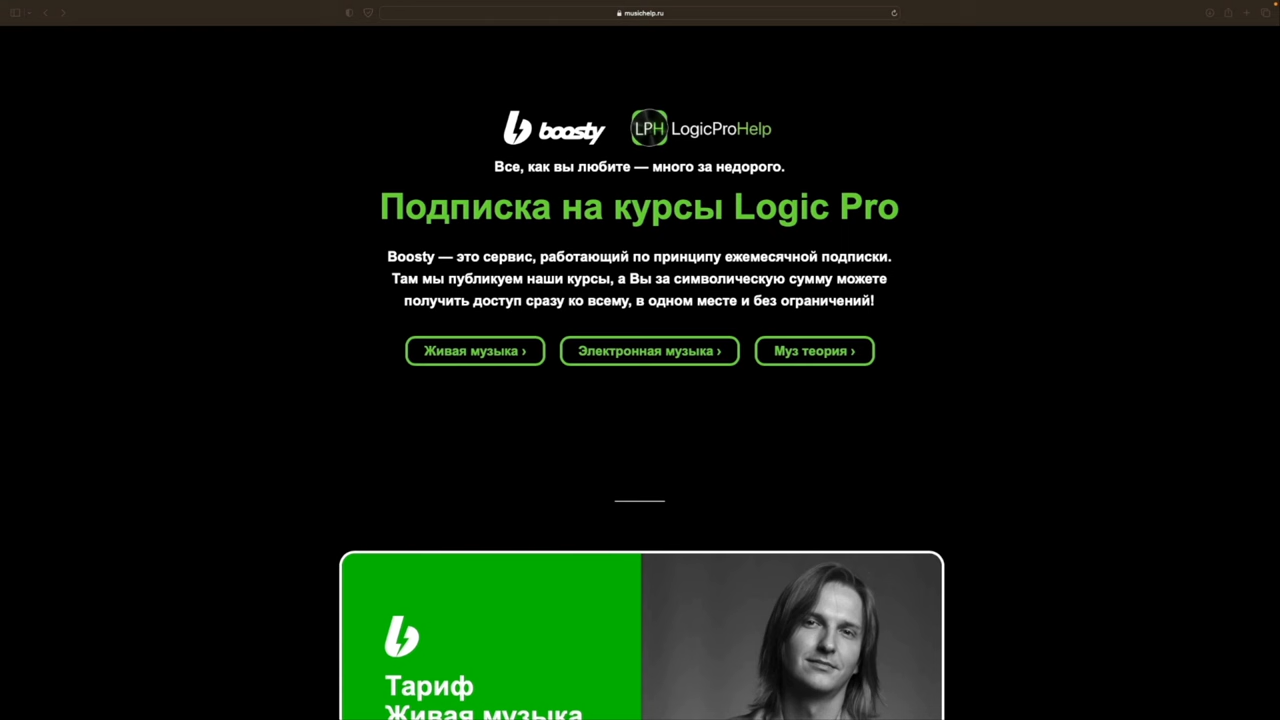 musichelp.ru
boosty
LPH LogicProHelp
Все, как вы любите — много за недорого.
Подписка на курсы Logic Pro
Boosty — это сервис, работающий по принципу ежемесячной подписки.
Там мы публикуем наши курсы, а Вы за символическую сумму можете
получить доступ сразу ко всему, в одном месте и без ограничений!
Живая музыка ›
Электронная музыка ›
Муз теория ›
Тариф
Живая музыка